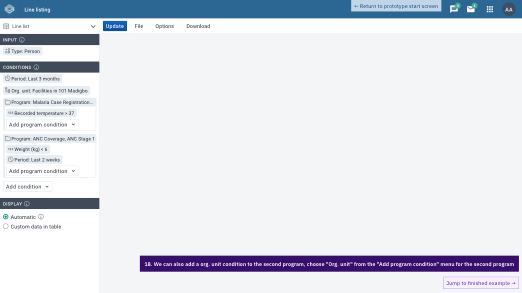 Line listing
← Return to prototype start screen
AA
Line list
Update
File
Options
Download
INPUT
Type: Person
CONDITIONS
Period: Last 3 months
Org. unit: Facilities in 101 Madigbo
Program: Malaria Case Registration...
Recorded temperature > 37
Add program condition
Program: ANC Coverage, ANC Stage 1
Weight (kg) < 6
Period: Last 2 weeks
Add program condition
Add condition
DISPLAY
Automatic
Custom data in table
18. We can also add a org. unit condition to the second program, choose "Org. unit" from the "Add program condition" menu for the second program
Jump to finished example →